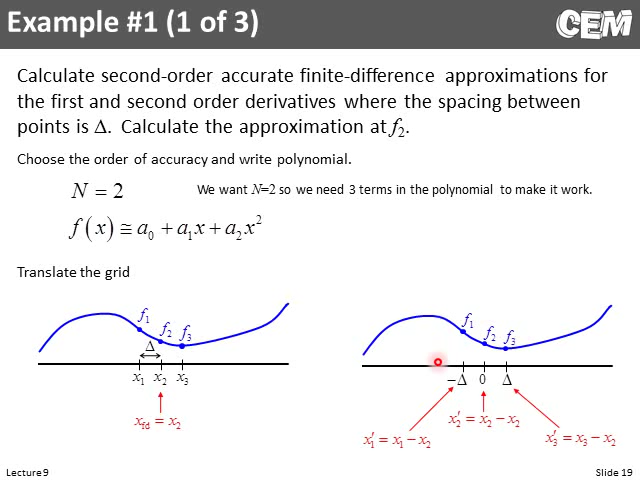 Example #1 (1 of 3)
CEM
Calculate second-order accurate finite-difference approximations for
the first and second order derivatives where the spacing between
points is Δ. Calculate the approximation at f₂.
Choose the order of accuracy and write polynomial.
N = 2
We want N=2 so we need 3 terms in the polynomial to make it work.
f(x) ≅ a₀ + a₁x + a₂x²
Translate the grid
f₁ f₂ f₃
Δ
x₁ x₂ x₃
x_fd = x₂
f₁ f₂ f₃
−Δ 0 Δ
x₁′ = x₁ − x₂
x₂′ = x₂ − x₂
x₃′ = x₃ − x₂
Lecture 9
Slide 19